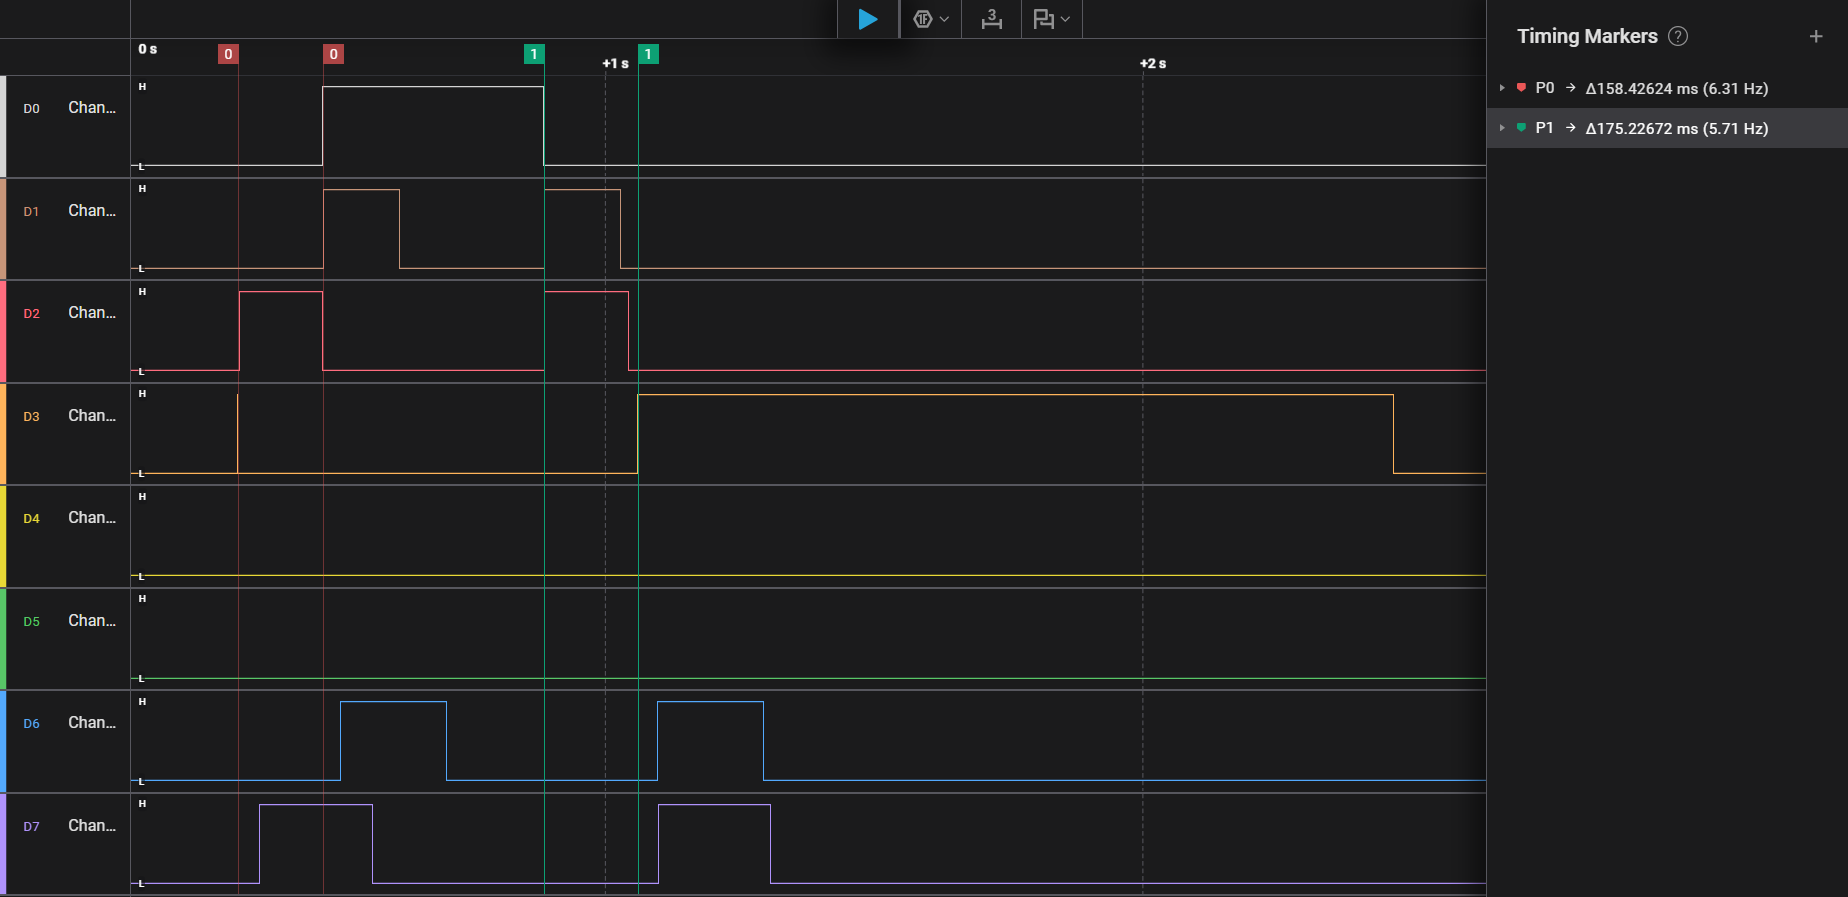 3
Timing Markers ?
0 s
0
0
1
1
+1 s
+2 s
P0 → Δ158.42624 ms (6.31 Hz)
P1 → Δ175.22672 ms (5.71 Hz)
H
D0 Chan...
L
H
D1 Chan...
L
H
D2 Chan...
L
H
D3 Chan...
L
H
D4 Chan...
L
H
D5 Chan...
L
H
D6 Chan...
L
H
D7 Chan...
L